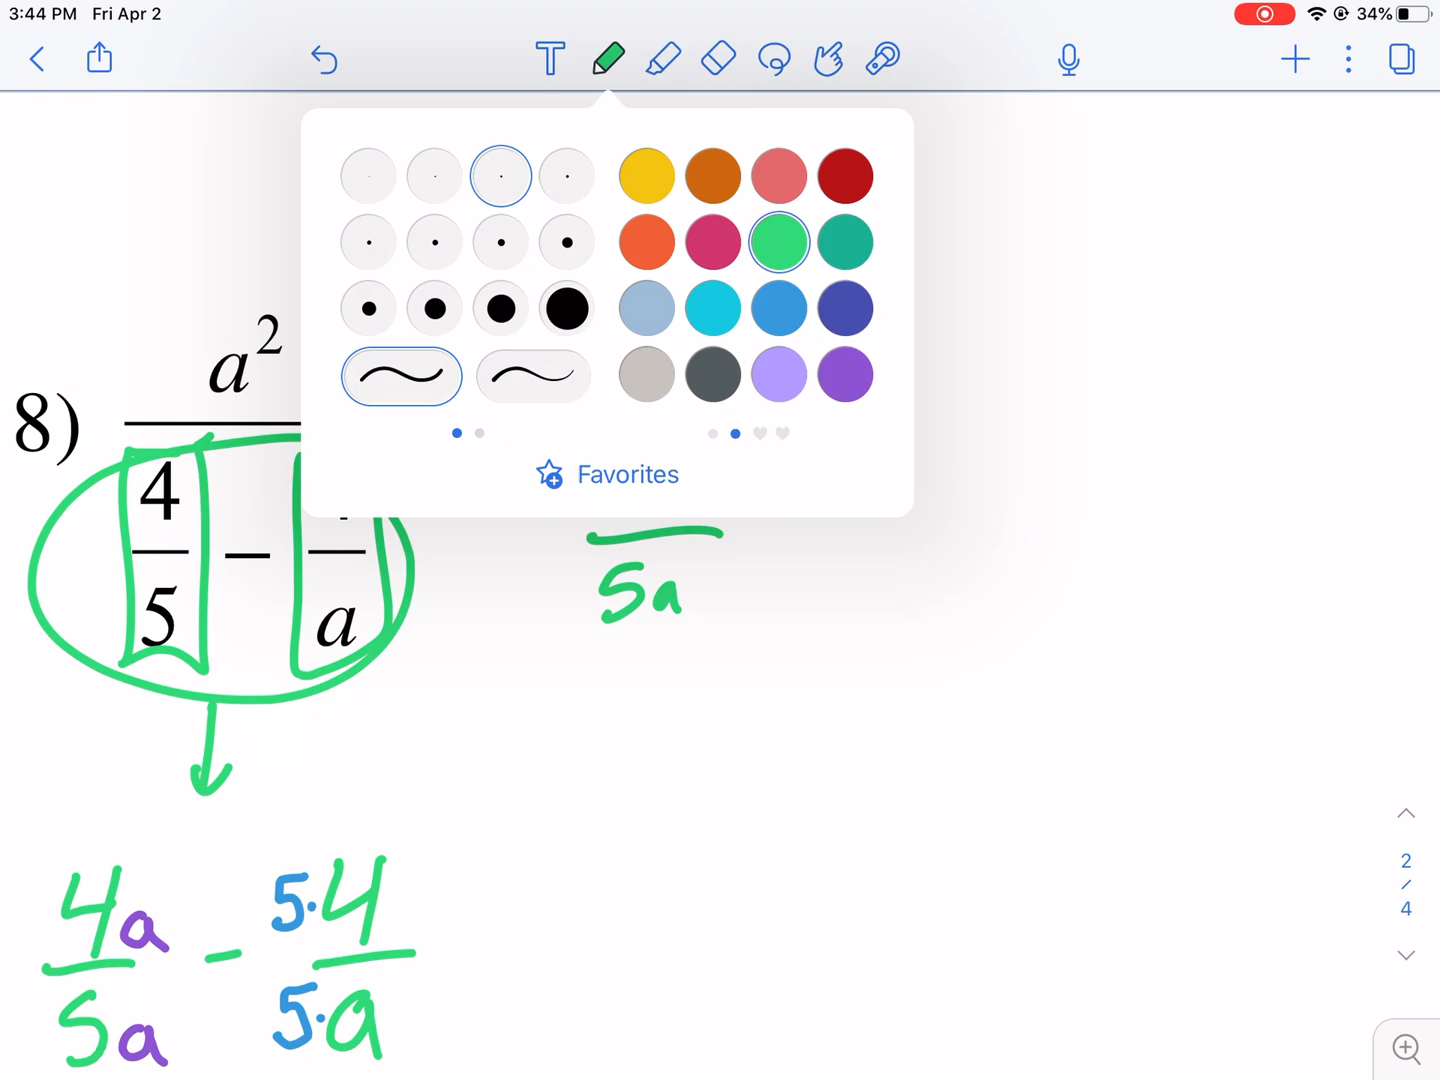 3:44 PM Fri Apr 2 34%
T
Favorites
8) a²
4/5 − /a
5a
2
/
4
4a/5a − 5·4/5·a